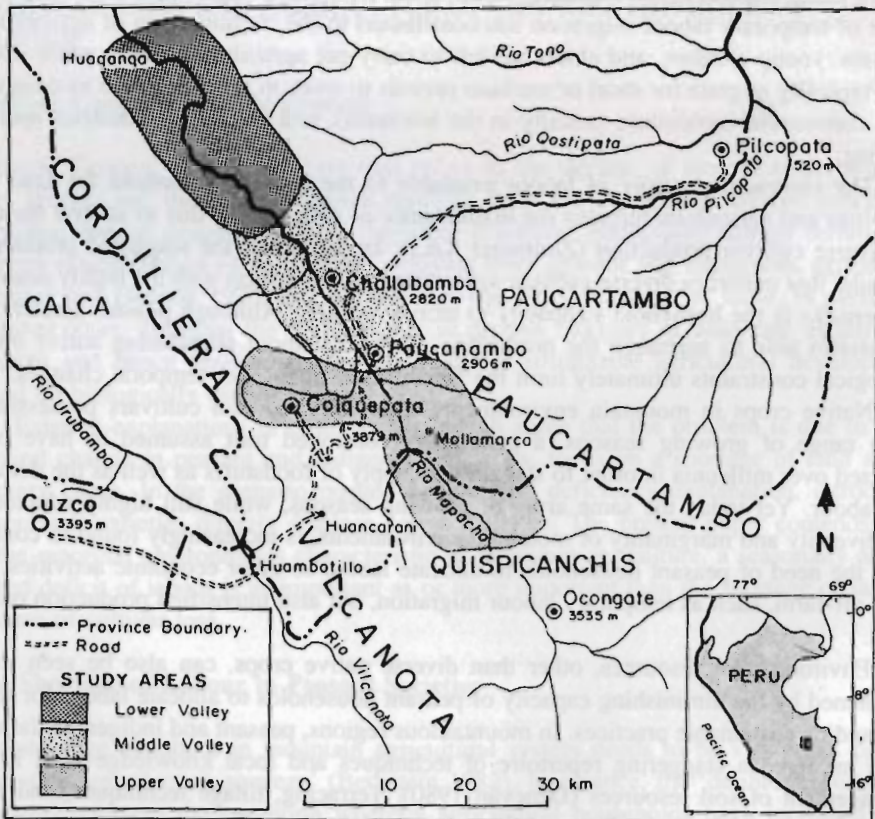 Huaqanqa
Rio Tono
Rio Qostipata
Pilcopata
520 m
Rio Pilcopata
CORDILLERA
VILCANOTA
Challabamba
2820 m
CALCA
PAUCARTAMBO
Paucanambo
2906 m
PAUCARTAMBO
Colquepata
3879
Mollamarca
Rio Urubamba
Rio Mapacho
Cuzco
3395 m
Huancarani
N
QUISPICANCHIS
Huambotillo
Ocongate
3535 m
Rio Vilcanota
Province Boundary
Road
STUDY AREAS
Lower Valley
Middle Valley
Upper Valley
0 10 20 30 km
77° 69°
0°
PERU
8°
Pacific Ocean
16°